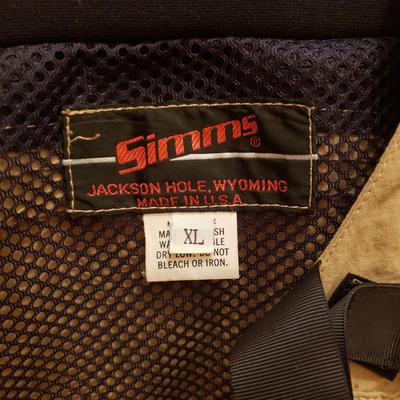 Simms®
JACKSON HOLE, WYOMING
MADE IN U.S.A.
XL
DRY LOW. DO NOT
BLEACH OR IRON.